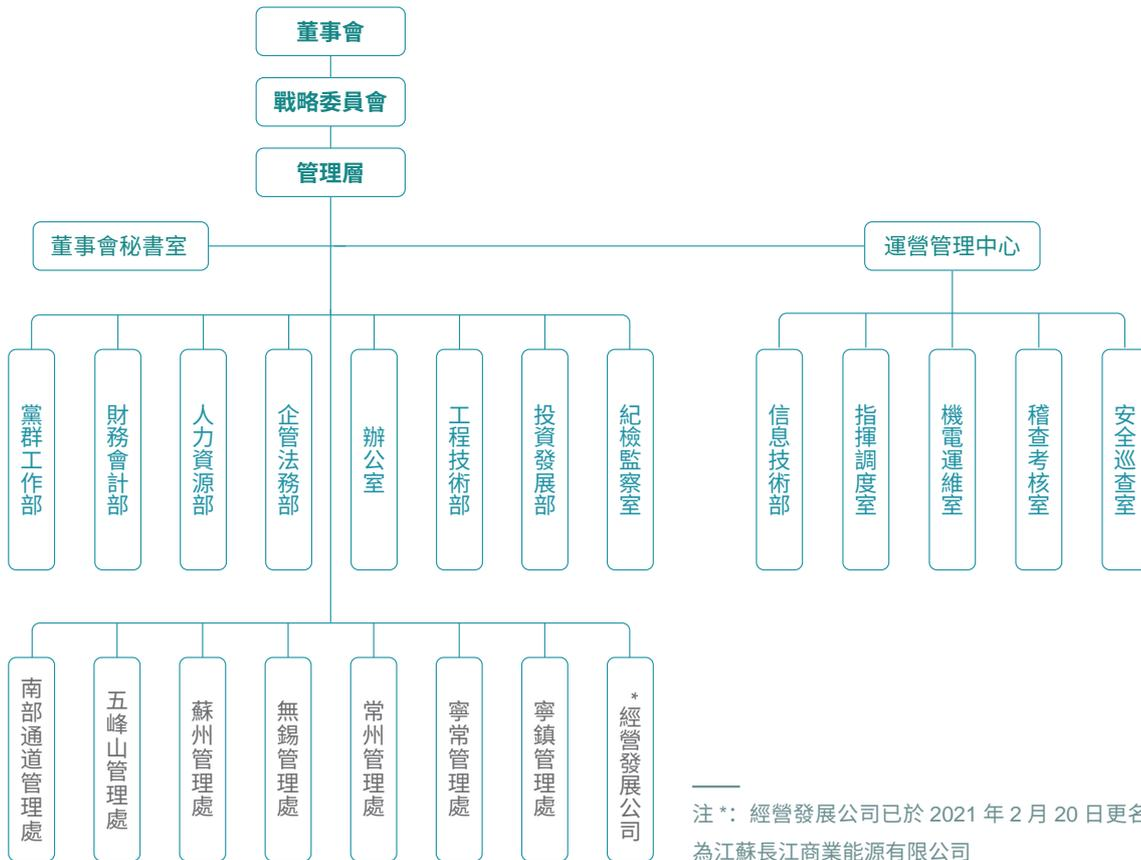 董事會
戰略委員會
管理層
董事會秘書室
運營管理中心
黨群工作部
財務會計部
人力資源部
企管法務部
辦公室
工程技術部
投資發展部
紀檢監察室
信息技術部
指揮調度室
機電運維室
稽查考核室
安全巡查室
南部通道管理處
五峰山管理處
蘇州管理處
無錫管理處
常州管理處
寧常管理處
寧鎮管理處
*經營發展公司
注 *：經營發展公司已於 2021 年 2 月 20 日更名
為江蘇長江商業能源有限公司